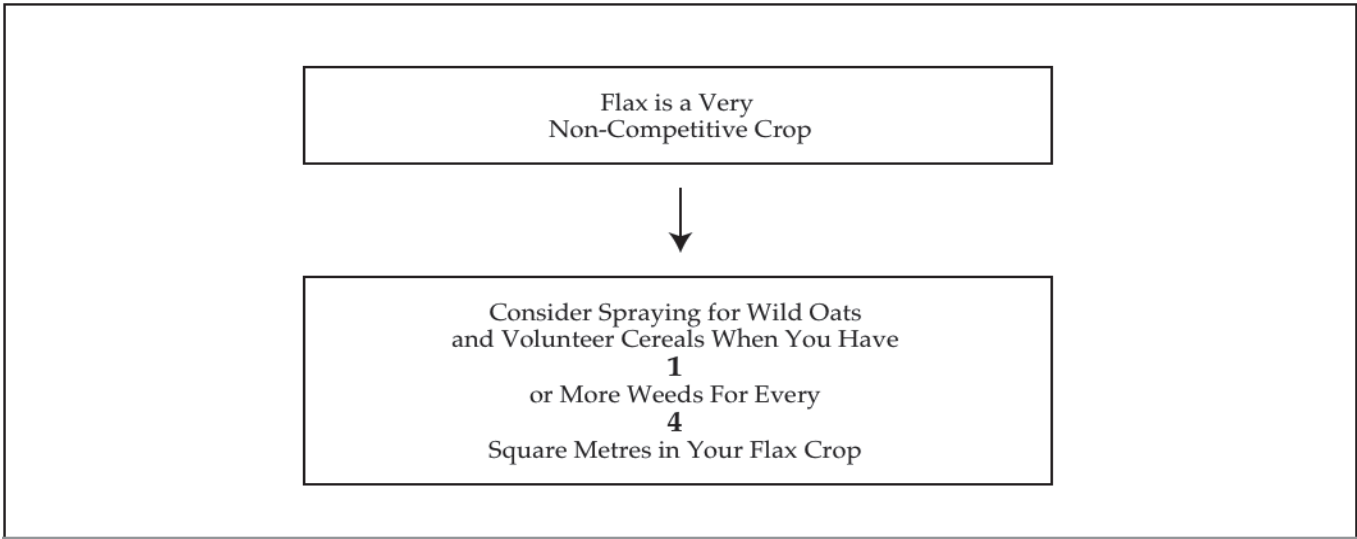 Flax is a Very
Non-Competitive Crop
Consider Spraying for Wild Oats
and Volunteer Cereals When You Have
1
or More Weeds For Every
4
Square Metres in Your Flax Crop